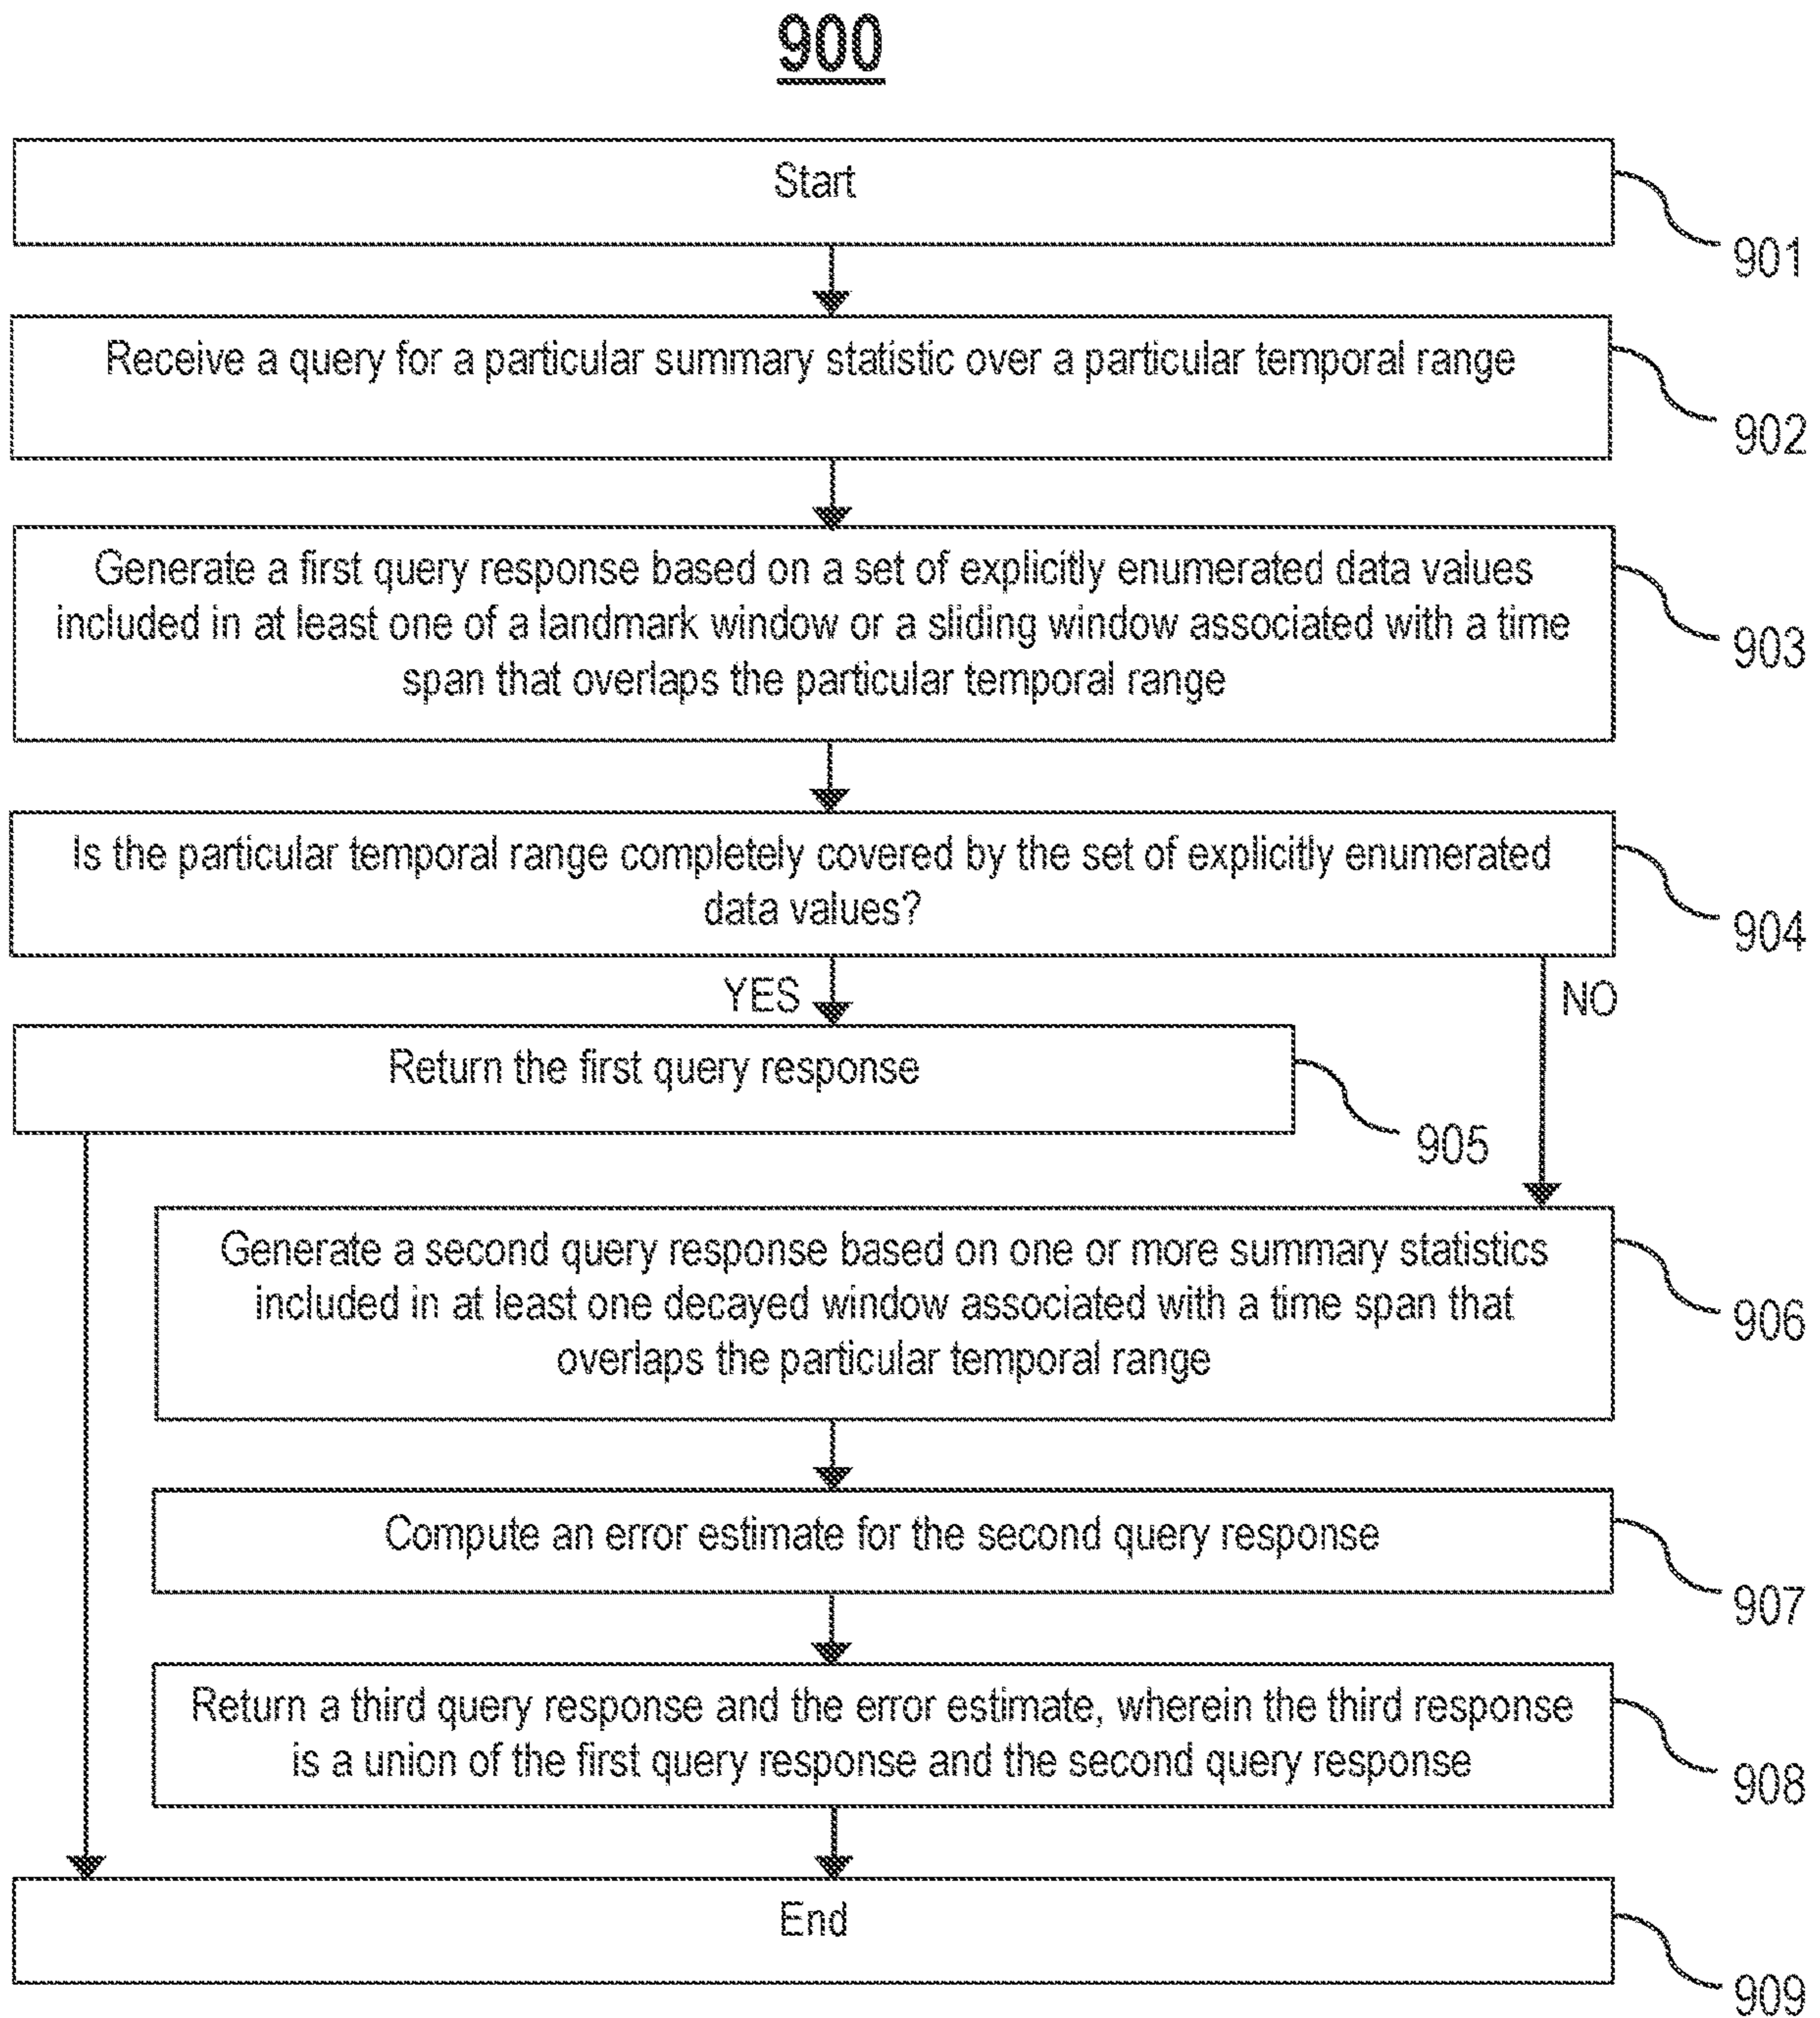 900
Start
901
Receive a query for a particular summary statistic over a particular temporal range
902
Generate a first query response based on a set of explicitly enumerated data values
included in at least one of a landmark window or a sliding window associated with a time
span that overlaps the particular temporal range
903
Is the particular temporal range completely covered by the set of explicitly enumerated
data values?
904
YES
NO
Return the first query response
905
Generate a second query response based on one or more summary statistics
included in at least one decayed window associated with a time span that
overlaps the particular temporal range
906
Compute an error estimate for the second query response
907
Return a third query response and the error estimate, wherein the third response
is a union of the first query response and the second query response
908
End
909